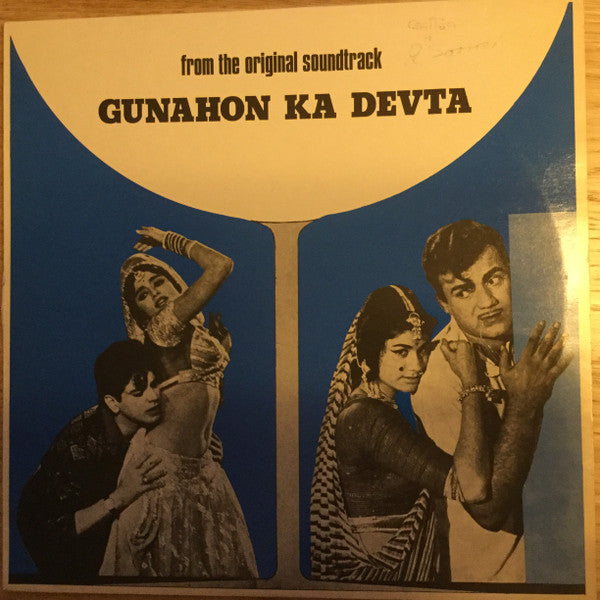 from the original soundtrack
GUNAHON KA DEVTA